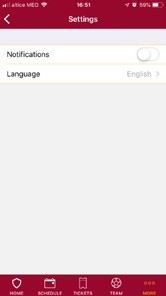 altice MEO 16:51 59%
Settings
Notifications
Language English
HOME SCHEDULE TICKETS TEAM MORE